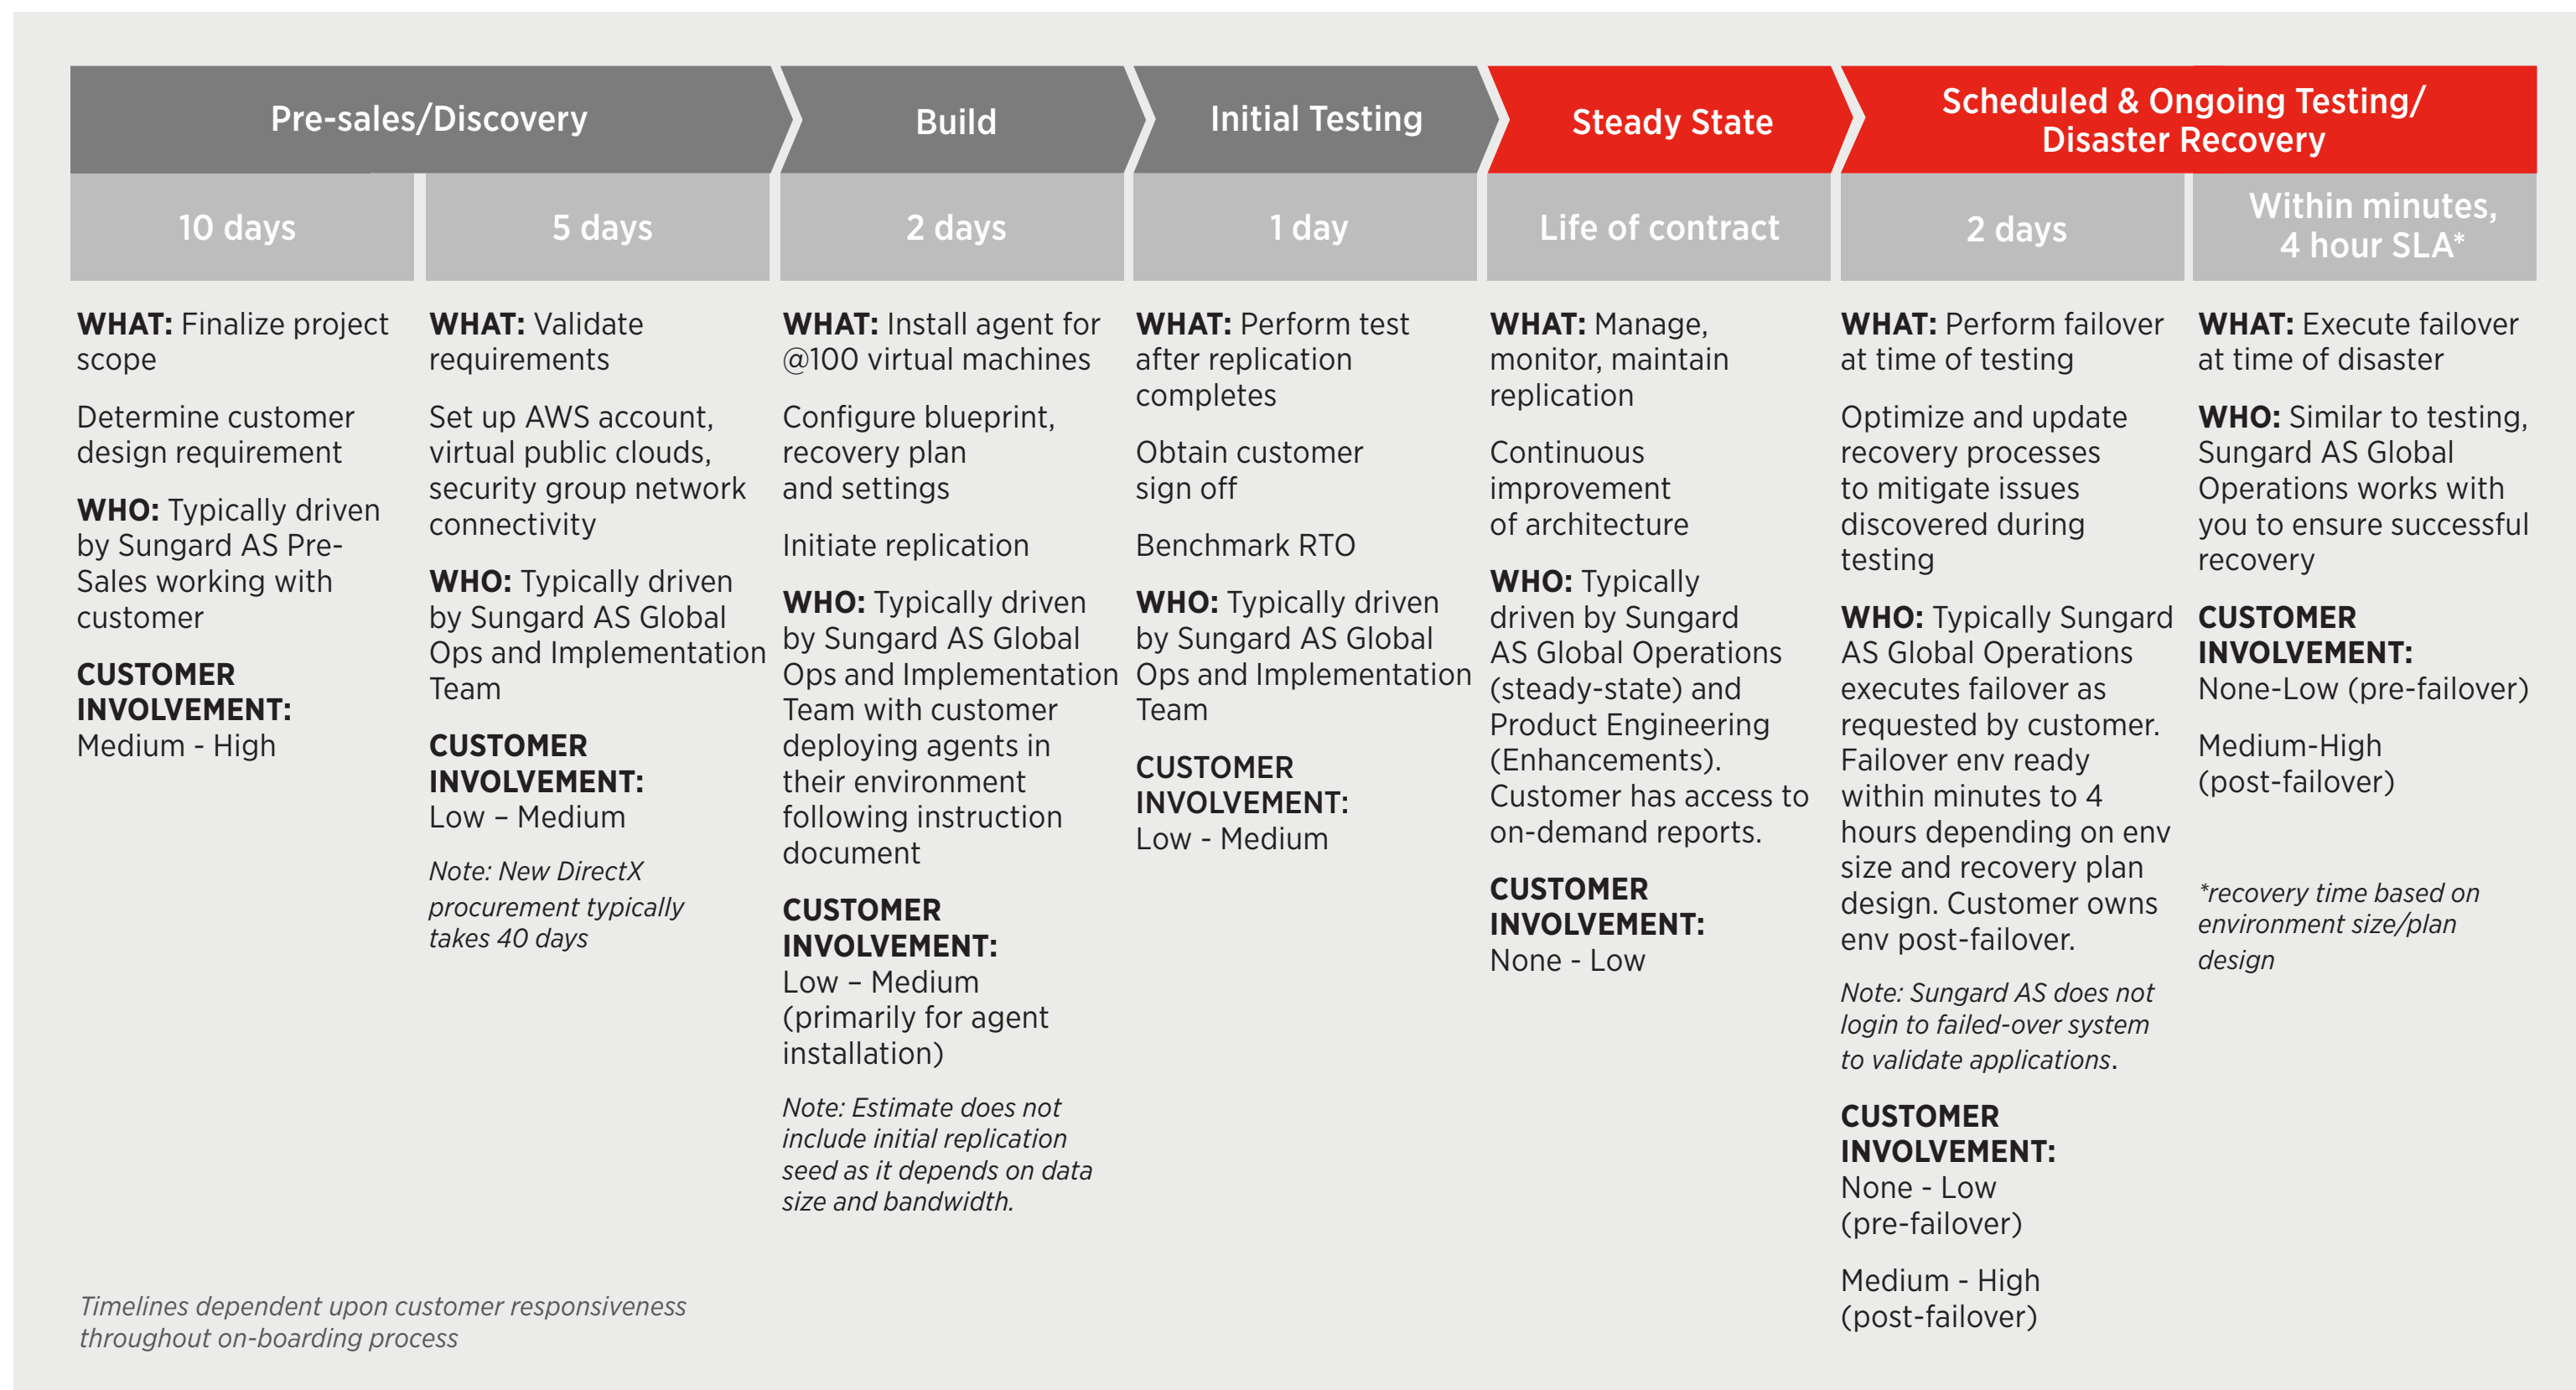 Pre-sales/Discovery
Build
Initial Testing
Steady State
Scheduled & Ongoing Testing/
Disaster Recovery
10 days
5 days
2 days
1 day
Life of contract
2 days
Within minutes,
4 hour SLA*
WHAT: Finalize project
scope
Determine customer
design requirement
WHO: Typically driven
by Sungard AS Pre-
Sales working with
customer
CUSTOMER
INVOLVEMENT:
Medium - High
WHAT: Validate
requirements
Set up AWS account,
virtual public clouds,
security group network
connectivity
WHO: Typically driven
by Sungard AS Global
Ops and Implementation
Team
CUSTOMER
INVOLVEMENT:
Low – Medium
Note: New DirectX
procurement typically
takes 40 days
WHAT: Install agent for
@100 virtual machines
Configure blueprint,
recovery plan
and settings
Initiate replication
WHO: Typically driven
by Sungard AS Global
Ops and Implementation
Team with customer
deploying agents in
their environment
following instruction
document
CUSTOMER
INVOLVEMENT:
Low – Medium
(primarily for agent
installation)
Note: Estimate does not
include initial replication
seed as it depends on data
size and bandwidth.
WHAT: Perform test
after replication
completes
Obtain customer
sign off
Benchmark RTO
WHO: Typically driven
by Sungard AS Global
Ops and Implementation
Team
CUSTOMER
INVOLVEMENT:
Low - Medium
WHAT: Manage,
monitor, maintain
replication
Continuous
improvement
of architecture
WHO: Typically
driven by Sungard
AS Global Operations
(steady-state) and
Product Engineering
(Enhancements).
Customer has access to
on-demand reports.
CUSTOMER
INVOLVEMENT:
None - Low
WHAT: Perform failover
at time of testing
Optimize and update
recovery processes
to mitigate issues
discovered during
testing
WHO: Typically Sungard
AS Global Operations
executes failover as
requested by customer.
Failover env ready
within minutes to 4
hours depending on env
size and recovery plan
design. Customer owns
env post-failover.
Note: Sungard AS does not
login to failed-over system
to validate applications.
CUSTOMER
INVOLVEMENT:
None - Low
(pre-failover)
Medium - High
(post-failover)
WHAT: Execute failover
at time of disaster
WHO: Similar to testing,
Sungard AS Global
Operations works with
you to ensure successful
recovery
CUSTOMER
INVOLVEMENT:
None-Low (pre-failover)
Medium-High
(post-failover)
*recovery time based on
environment size/plan
design
Timelines dependent upon customer responsiveness
throughout on-boarding process